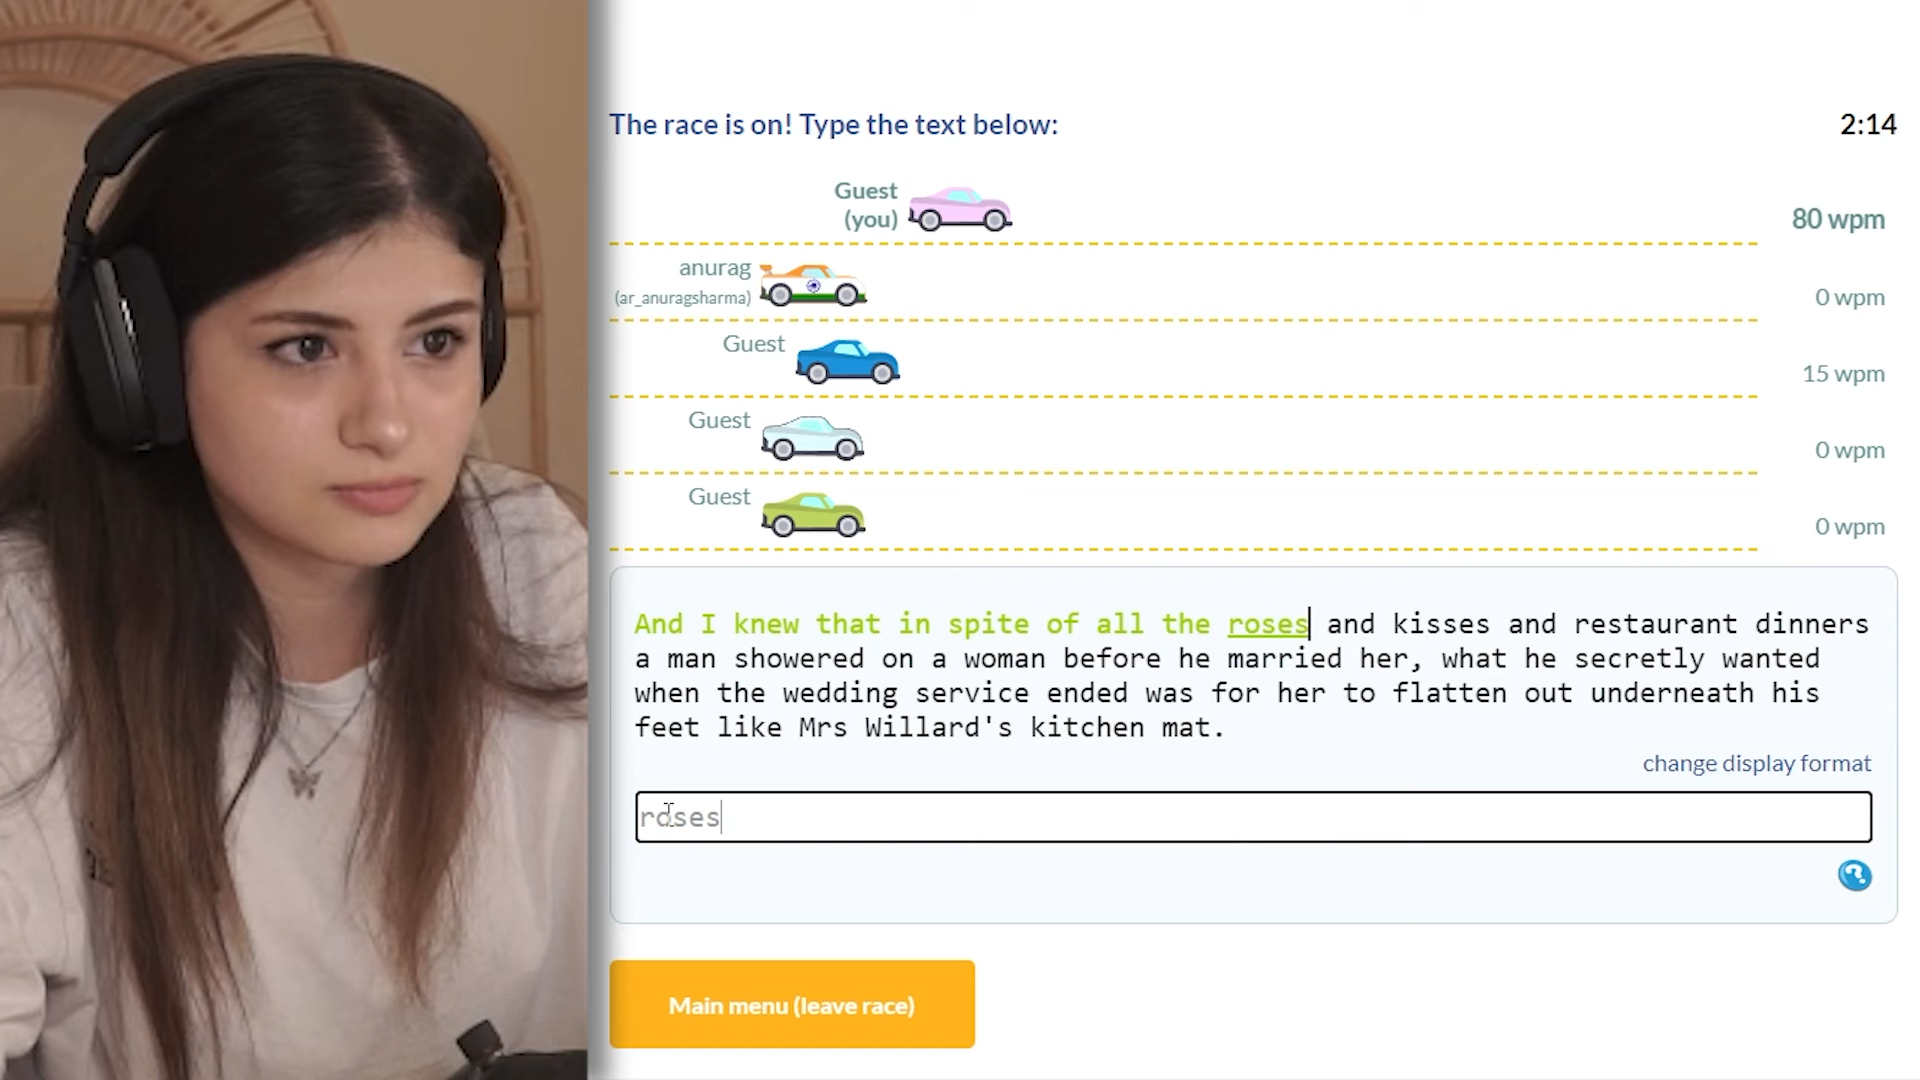 The race is on! Type the text below:
2:14
Guest
(you)
80 wpm
anurag
(ar_anuragsharma)
0 wpm
Guest
15 wpm
Guest
0 wpm
Guest
0 wpm
And I knew that in spite of all the roses and kisses and restaurant dinners
a man showered on a woman before he married her, what he secretly wanted
when the wedding service ended was for her to flatten out underneath his
feet like Mrs Willard's kitchen mat.
change display format
roses
?
Main menu (leave race)